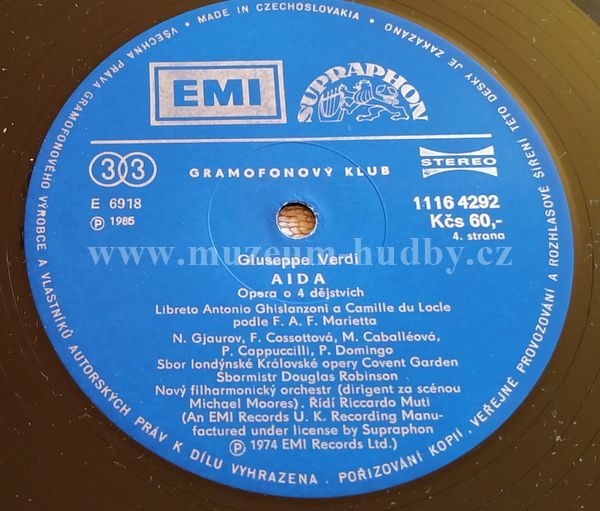 VŠECHNA PRÁVA GRAMOFONOVÉHO VÝROBCE A VLASTNÍKŮ AUTORSKÝCH PRÁV K DÍLU VYHRAZENA. POŘIZOVÁNÍ KOPIÍ, VEŘEJNÉ PROVOZOVÁNÍ A ROZHLASOVÉ ŠÍŘENÍ TÉTO DESKY JE ZAKÁZÁNO
• MADE IN CZECHOSLOVAKIA •
EMI SUPRAPHON
33 GRAMOFONOVÝ KLUB STEREO
E 6918
Ⓟ 1985
1116 4292
Kčs 60,-
4. strana
www.muzeum-hudby.cz
Giuseppe Verdi
AIDA
Opera o 4 dějstvích
Libreto Antonio Ghislanzoni a Camille du Locle
podle F. A. F. Marietta
N. Gjaurov, F. Cossottová, M. Caballéová,
P. Cappuccilli, P. Domingo
Sbor londýnské Královské opery Covent Garden
Sbormistr Douglas Robinson
Nový filharmonický orchestr (dirigent za scénou
Michael Moores), Řídí Riccardo Muti
(An EMI Records U. K. Recording Manu-
factured under license by Supraphon
Ⓟ 1974 EMI Records Ltd.)